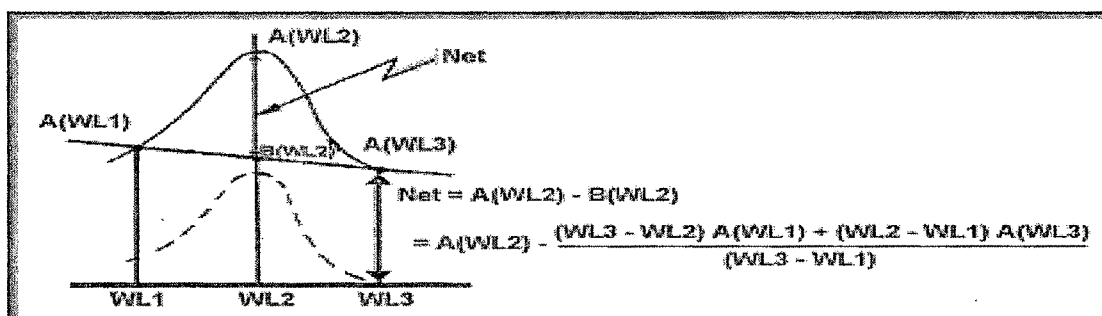 A(WL2)
Net
A(WL1)
B(WL2)
A(WL3)
Net = A(WL2) - B(WL2)
= A(WL2) - (WL3 - WL2) A(WL1) + (WL2 - WL1) A(WL3)
(WL3 - WL1)
WL1 WL2 WL3